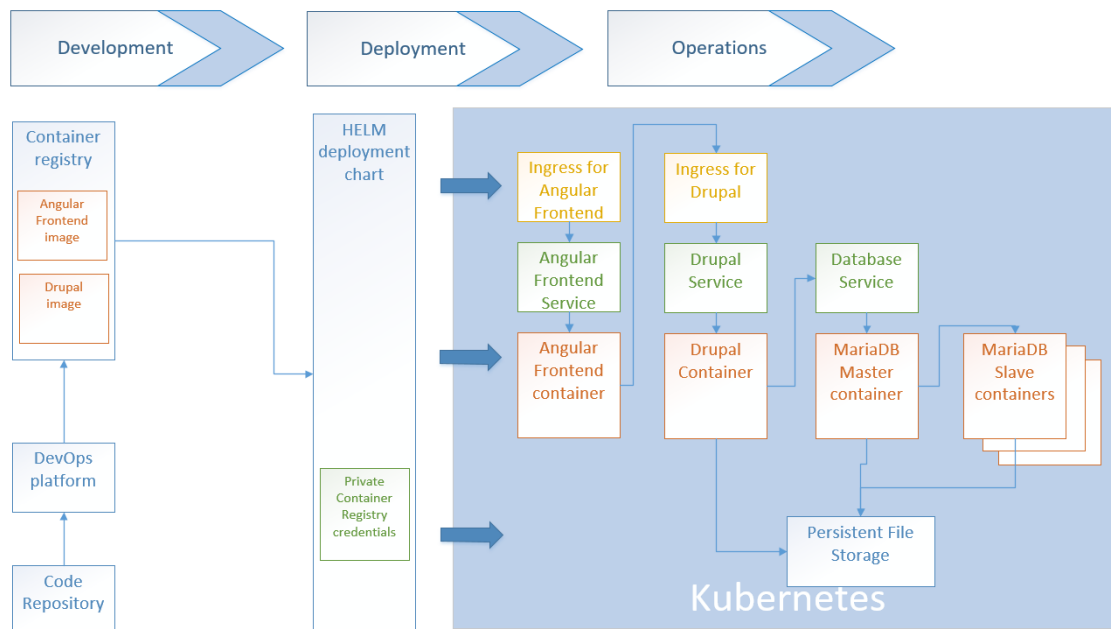 Development
Deployment
Operations
Container
registry
Angular
Frontend
image
Drupal
image
DevOps
platform
Code
Repository
HELM
deployment
chart
Private
Container
Registry
credentials
Ingress for
Angular
Frontend
Ingress for
Drupal
Angular
Frontend
Service
Drupal
Service
Database
Service
Angular
Frontend
container
Drupal
Container
MariaDB
Master
container
MariaDB
Slave
containers
Persistent File
Storage
Kubernetes